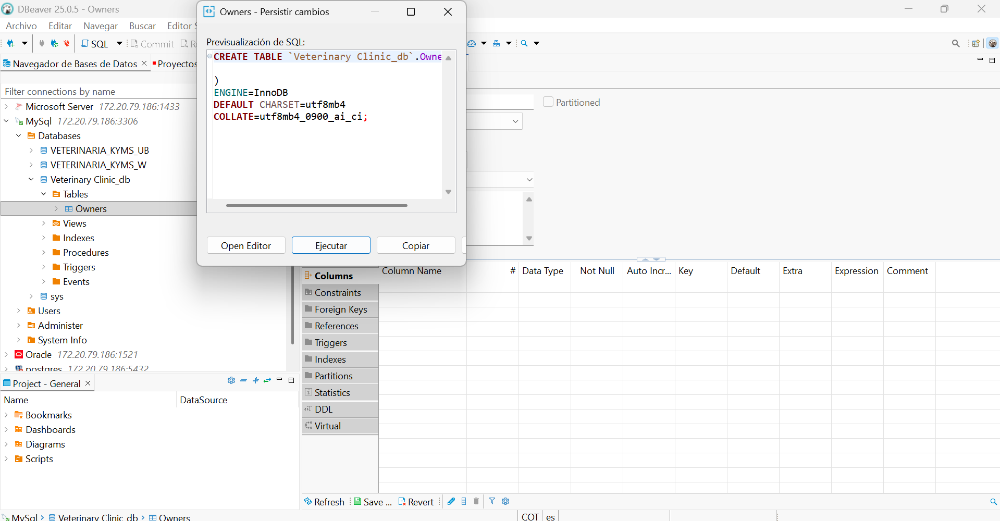 DBeaver 25.0.5 - Owners
Archivo Editar Navegar Buscar Editor
SQL Commit
Navegador de Bases de Datos Proyectos
Filter connections by name
Microsoft Server 172.20.79.186:1433
MySql 172.20.79.186:3306
Databases
VETERINARIA_KYMS_UB
VETERINARIA_KYMS_W
Veterinary Clinic_db
Tables
Owners
Views
Indexes
Procedures
Triggers
Events
sys
Users
Administer
System Info
Oracle 172.20.79.186:1521
postgres 172.20.79.186:5432
Project - General
Name DataSource
Bookmarks
Dashboards
Diagrams
Scripts
Owners - Persistir cambios
Previsualización de SQL:
CREATE TABLE `Veterinary Clinic_db`.Owne
)
ENGINE=InnoDB
DEFAULT CHARSET=utf8mb4
COLLATE=utf8mb4_0900_ai_ci;
Open Editor Ejecutar Copiar
Partitioned
Columns
Constraints
Foreign Keys
References
Triggers
Indexes
Partitions
Statistics
DDL
Virtual
Column Name # Data Type Not Null Auto Incr... Key Default Extra Expression Comment
Refresh Save ... Revert
MySql Veterinary Clinic_db Owners
COT es